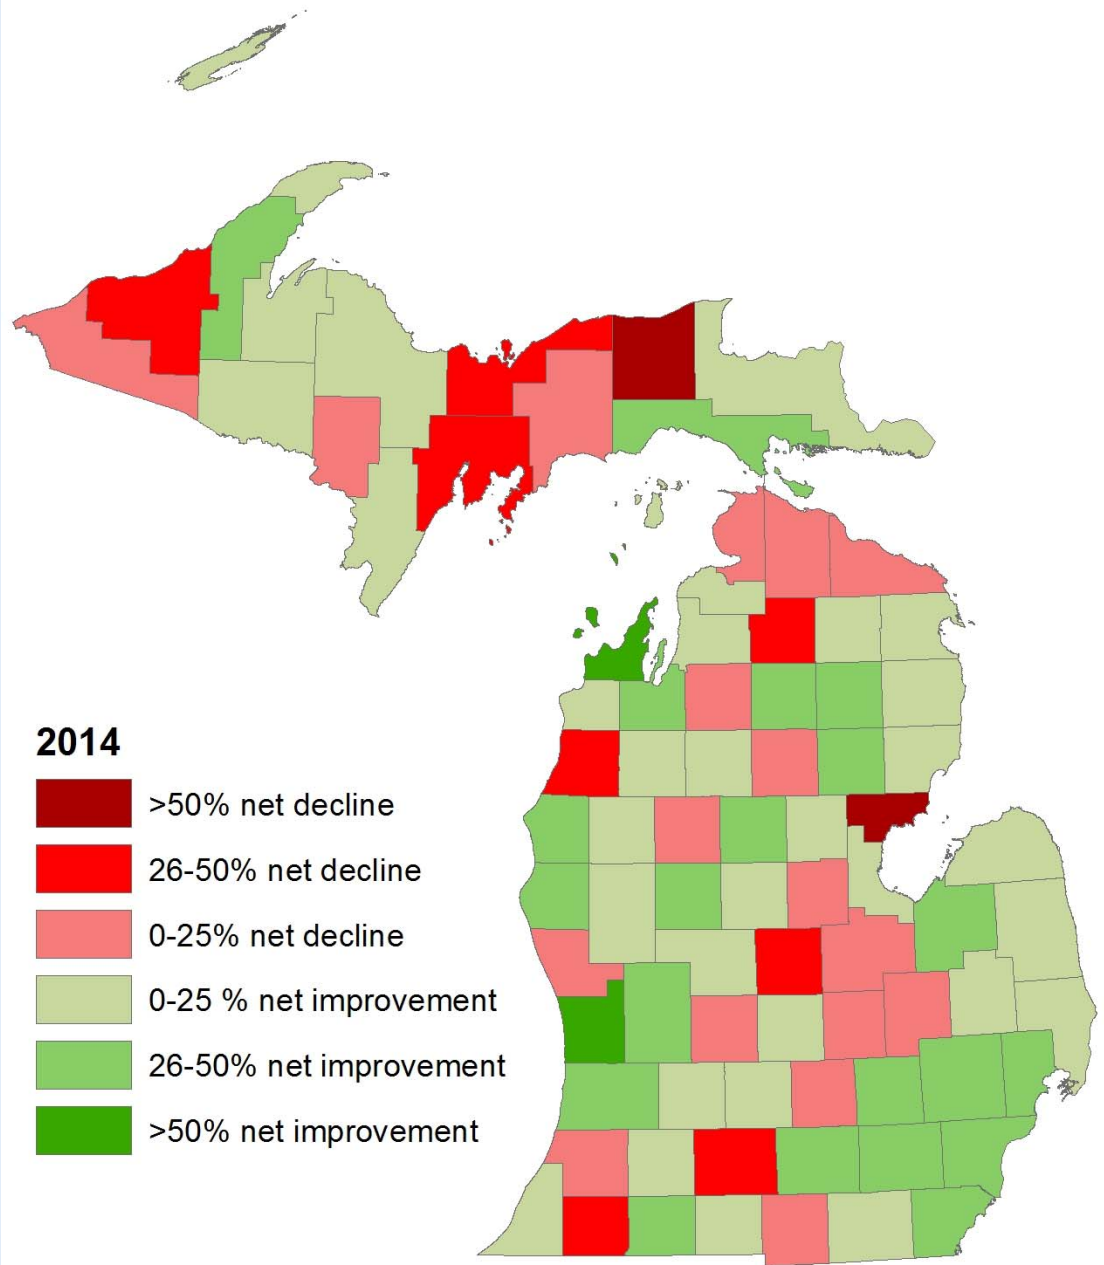 2014
>50% net decline
26-50% net decline
0-25% net decline
0-25 % net improvement
26-50% net improvement
>50% net improvement